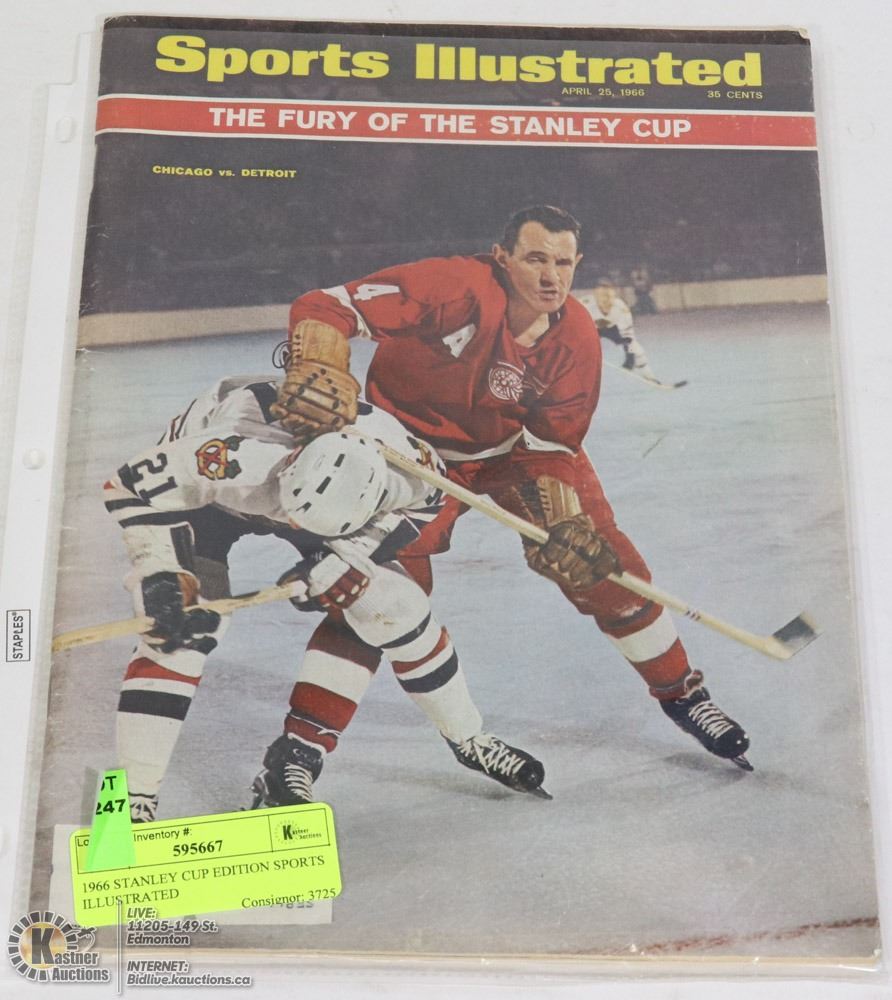 Sports Illustrated
APRIL 25, 1966 35 CENTS
THE FURY OF THE STANLEY CUP
CHICAGO vs. DETROIT
4
A
21
STAPLES®
247
Inventory #:
595667
Kastner
Auctions
1966 STANLEY CUP EDITION SPORTS
ILLUSTRATED
Consignor: 3725
Kastner
Auctions
LIVE:
11205-149 St.
Edmonton
INTERNET:
Bidlive.kauctions.ca